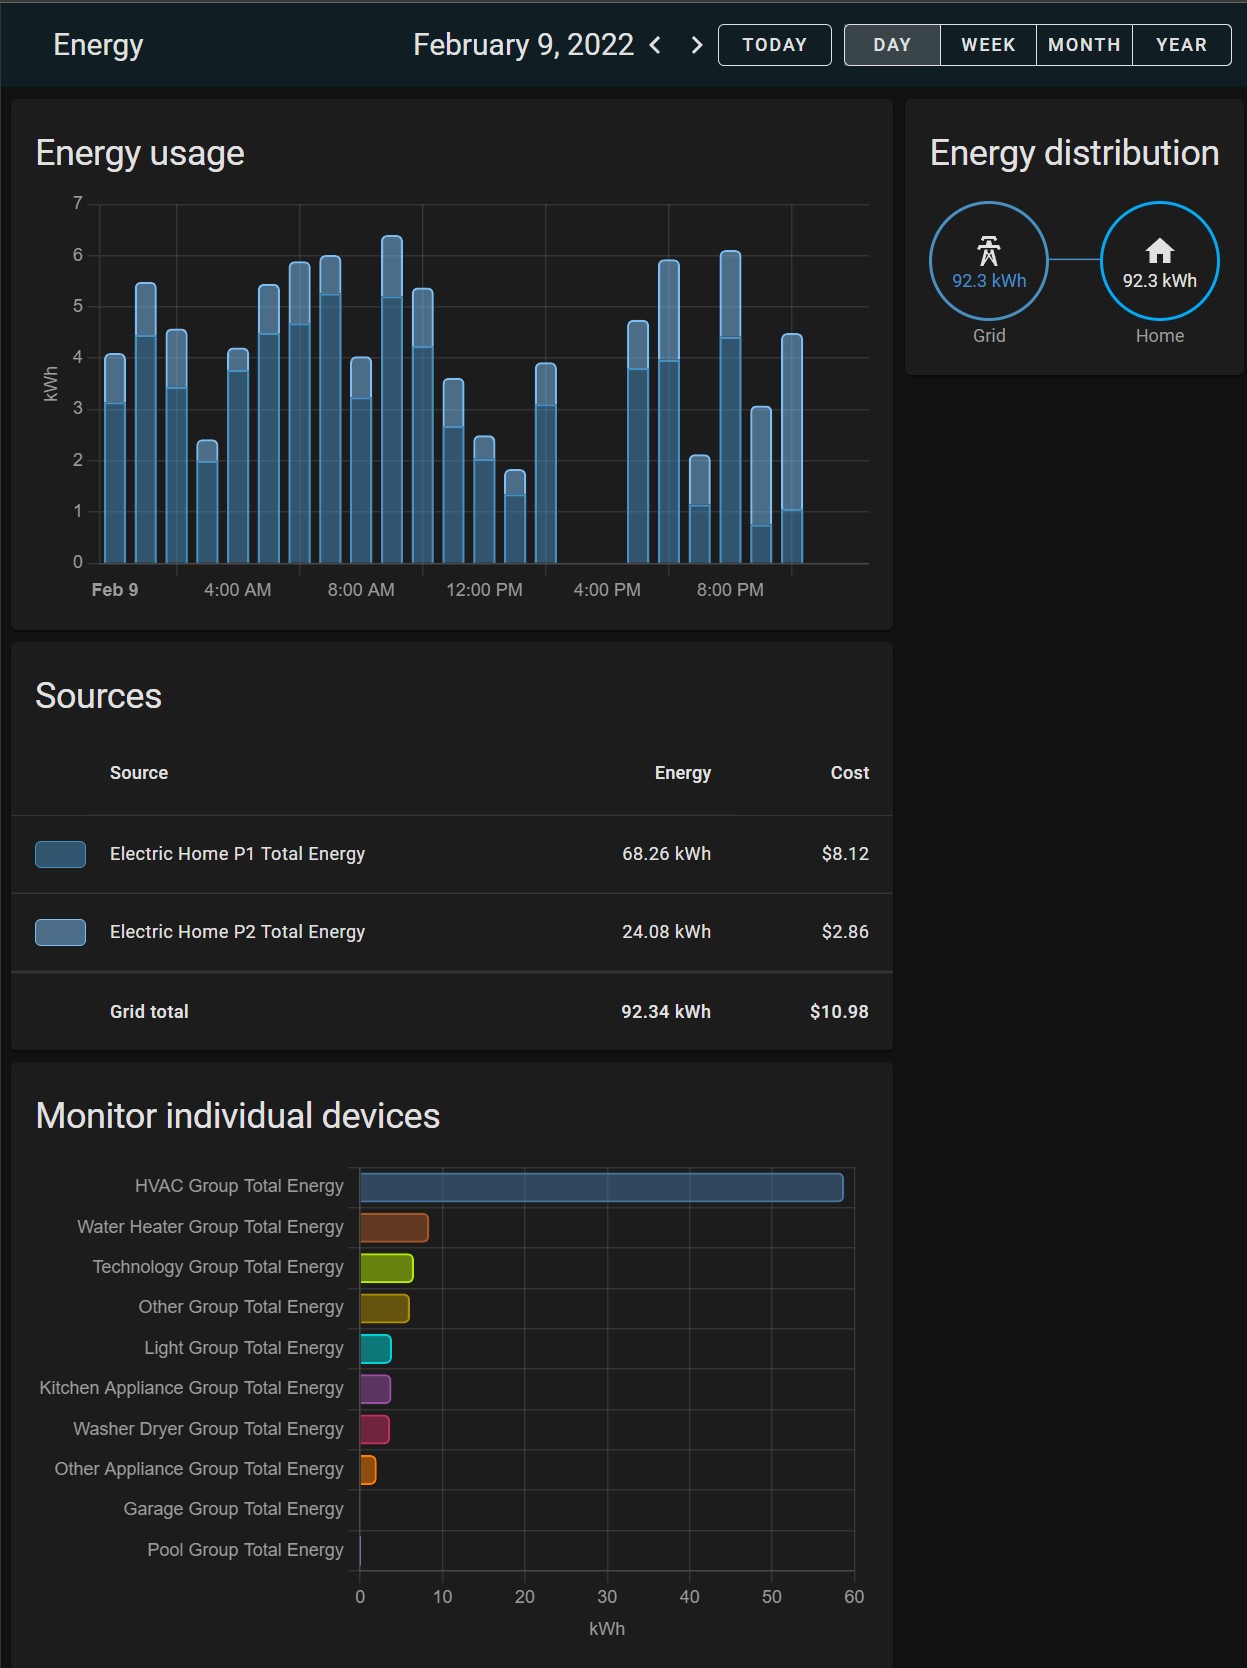 Energy
February 9, 2022
TODAY
DAY
WEEK
MONTH
YEAR
Energy usage
7
6
5
4
3
2
1
0
kWh
Feb 9
4:00 AM
8:00 AM
12:00 PM
4:00 PM
8:00 PM
Energy distribution
92.3 kWh
92.3 kWh
Grid
Home
Sources
Source Energy Cost
Electric Home P1 Total Energy 68.26 kWh $8.12
Electric Home P2 Total Energy 24.08 kWh $2.86
Grid total 92.34 kWh $10.98
Monitor individual devices
HVAC Group Total Energy
Water Heater Group Total Energy
Technology Group Total Energy
Other Group Total Energy
Light Group Total Energy
Kitchen Appliance Group Total Energy
Washer Dryer Group Total Energy
Other Appliance Group Total Energy
Garage Group Total Energy
Pool Group Total Energy
0 10 20 30 40 50 60
kWh